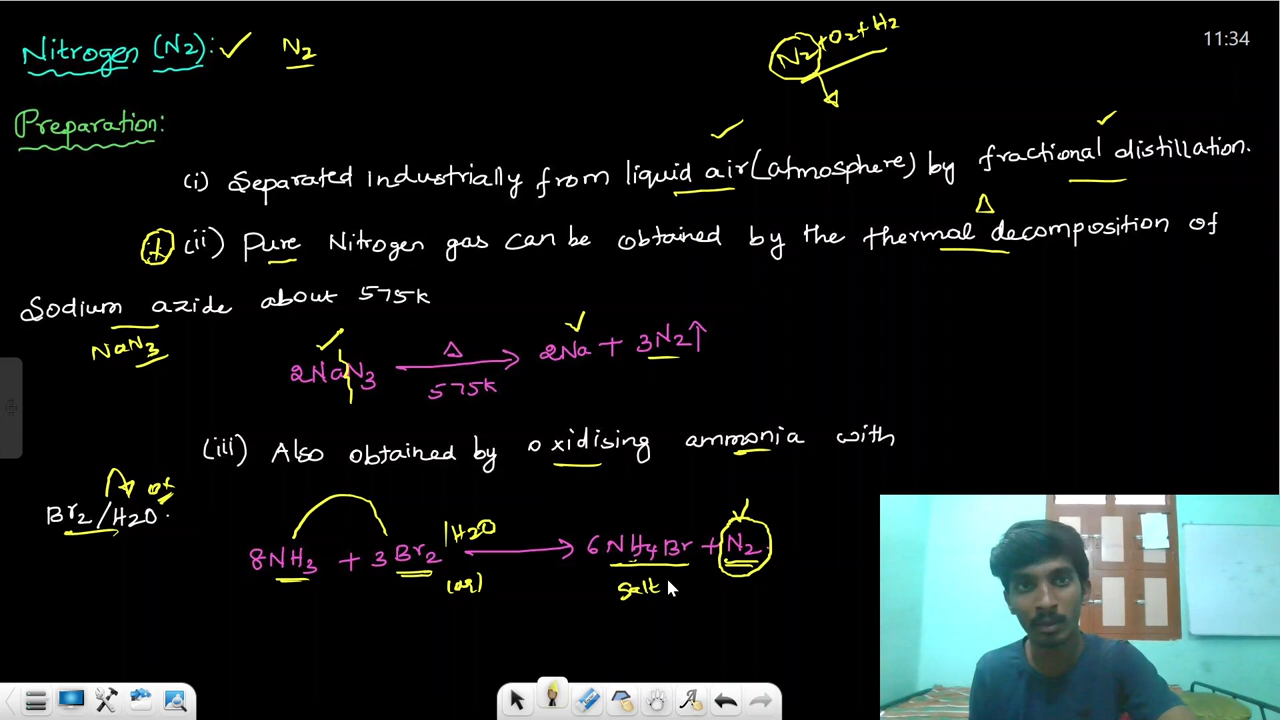 Nitrogen (N2): N2
N2+O2+H2
11:34
Preparation:
(i) Separated industrially from liquid air (atmosphere) by fractional distillation.
(ii) Pure Nitrogen gas can be obtained by the thermal decomposition of
Sodium azide about 575k
NaN3
2NaN3 Δ 575k 2Na + 3N2↑
(iii) Also obtained by oxidising ammonia with
Br2/H2O.
8NH3 + 3Br2 /H2O (aq) → 6NH4Br + N2.
Salt